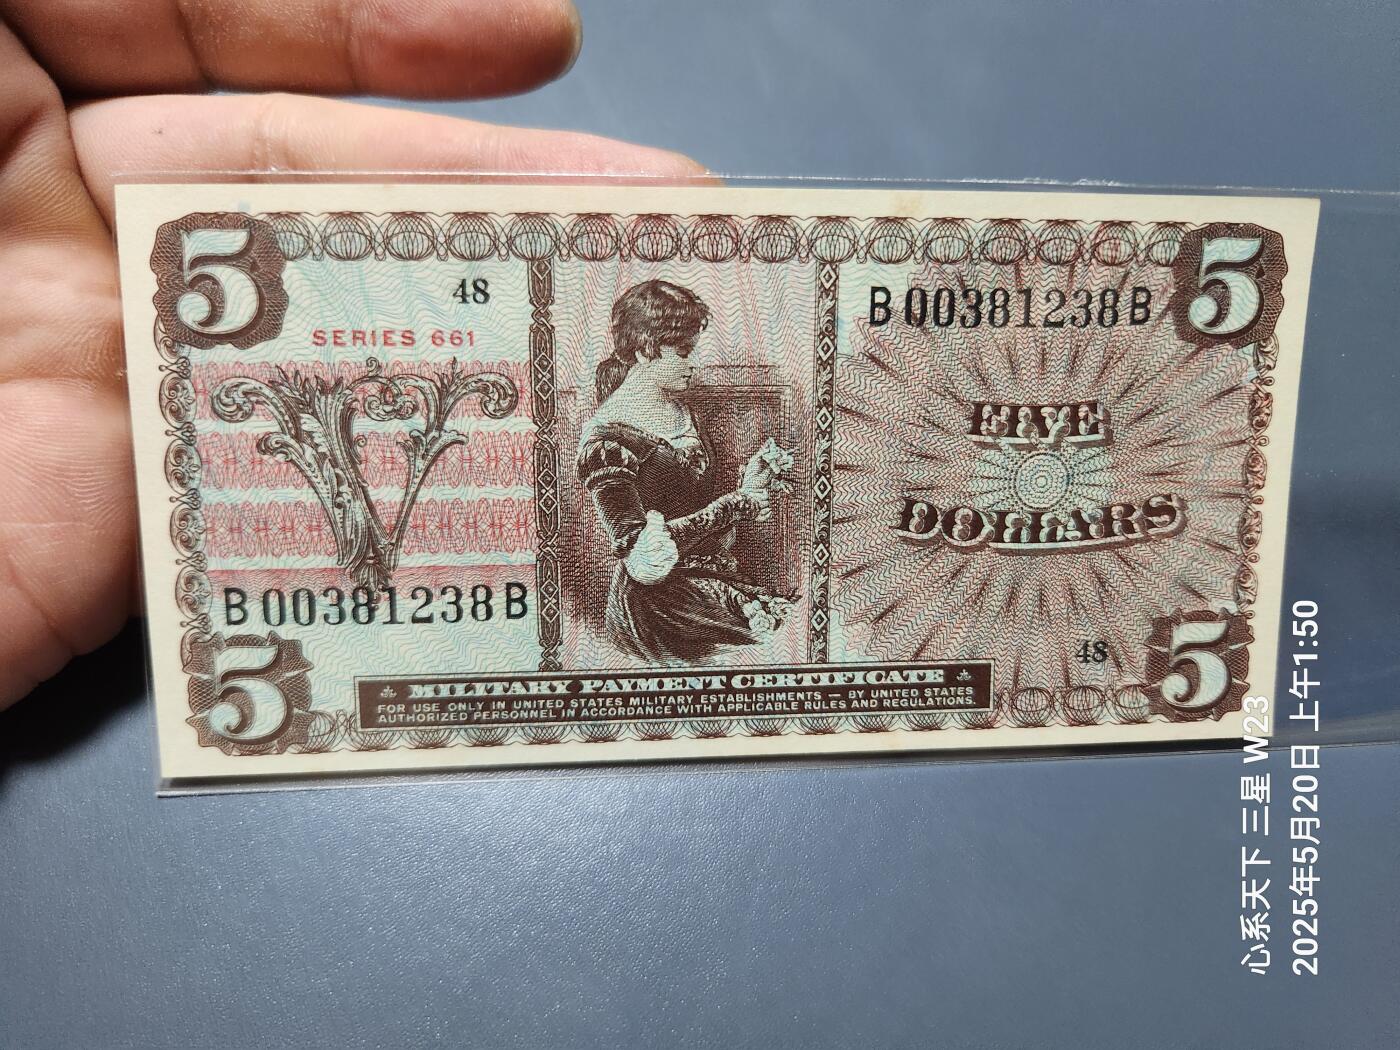 5
5
48
SERIES 661
B00381238B
V
FIVE
DOLLARS
B00381238B
48
5
5
MILITARY PAYMENT CERTIFICATE
FOR USE ONLY IN UNITED STATES MILITARY ESTABLISHMENTS — BY UNITED STATES
AUTHORIZED PERSONNEL IN ACCORDANCE WITH APPLICABLE RULES AND REGULATIONS.
心系天下 三星 W23
2025年5月20日 上午1:50